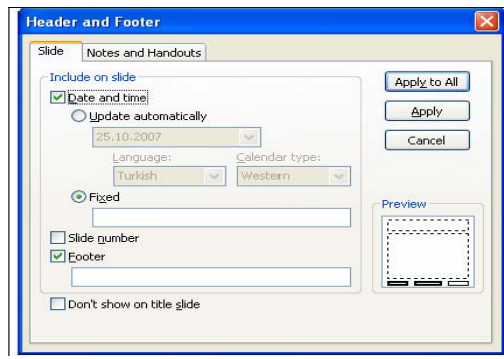 Header and Footer
Slide
Notes and Handouts
Include on slide
Date and time
Update automatically
25.10.2007
Language:
Calendar type:
Turkish
Western
Fixed
Slide number
Footer
Don't show on title slide
Apply to All
Apply
Cancel
Preview